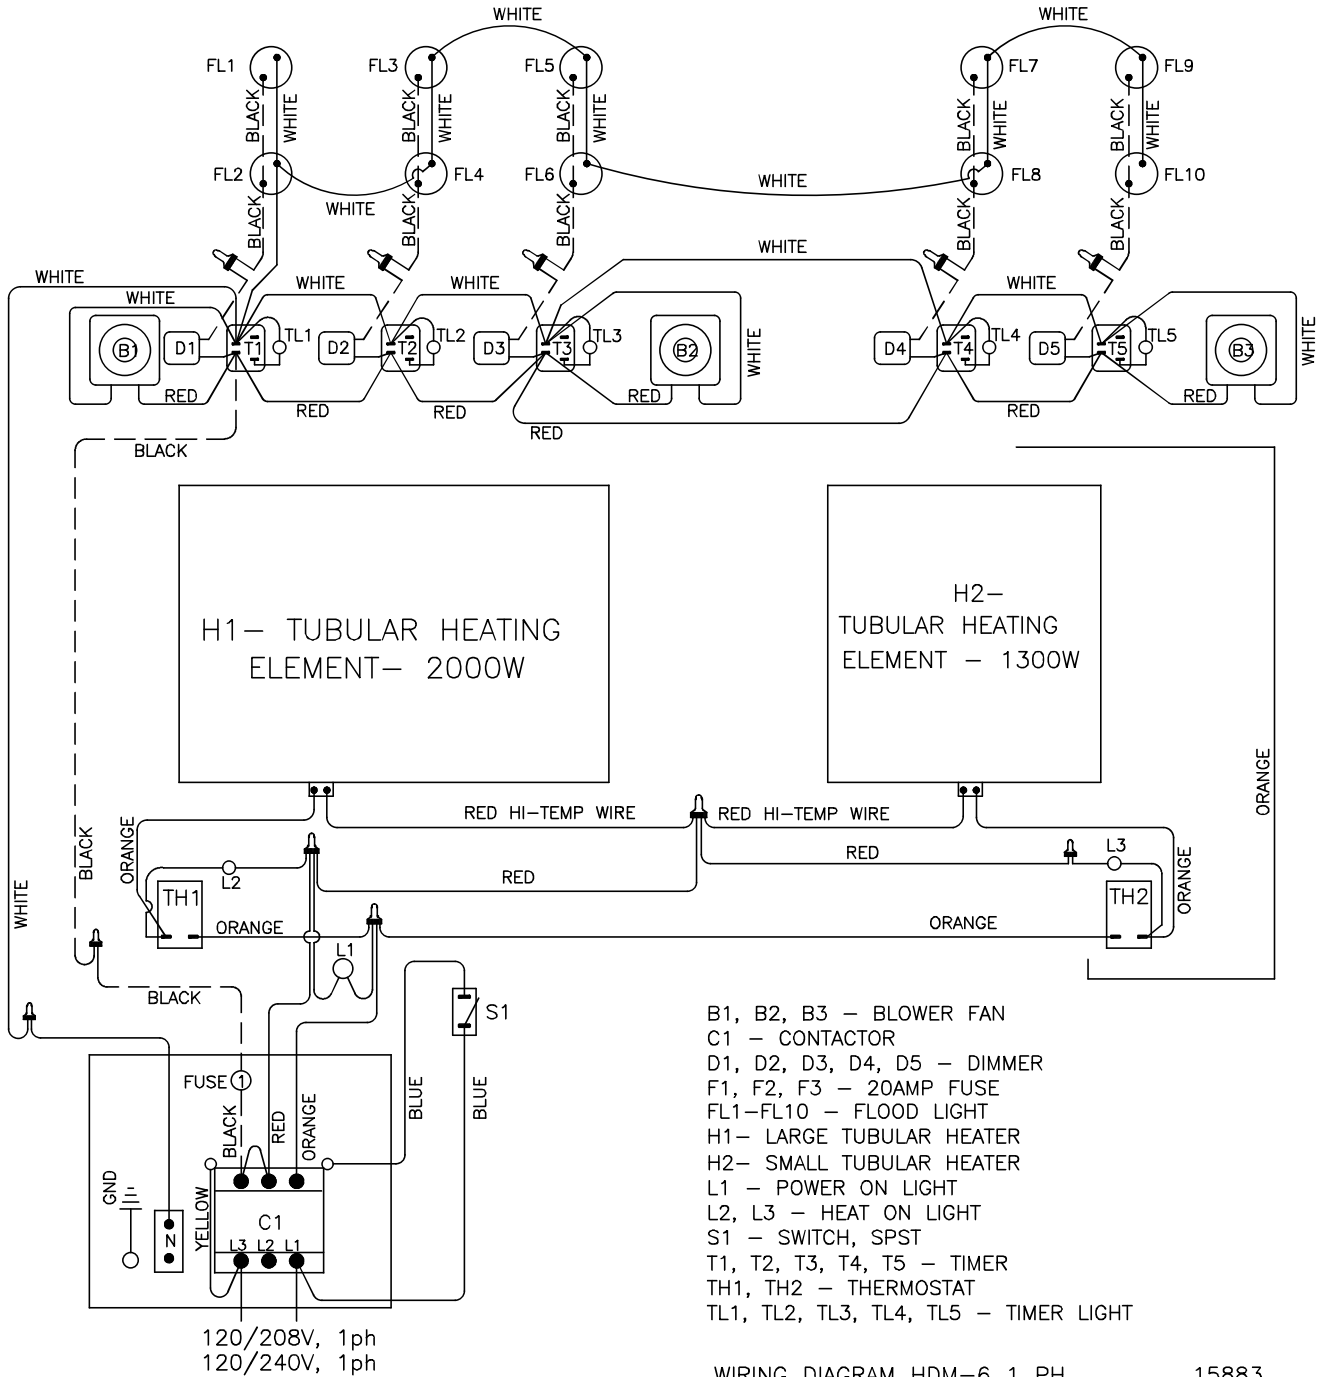 WHITE WHITE
FL1 FL3 FL5 FL7 FL9
BLACK WHITE BLACK WHITE BLACK WHITE BLACK WHITE BLACK WHITE
FL2 FL4 FL6 FL8 FL10
WHITE WHITE
BLACK BLACK BLACK BLACK BLACK
WHITE
WHITE WHITE WHITE WHITE
WHITE
B1 D1 T1 TL1 D2 T2 TL2 D3 T3 TL3 B2 WHITE D4 T4 TL4 D5 T5 TL5 B3 WHITE
RED RED RED RED RED RED
RED
BLACK
H1- TUBULAR HEATING
ELEMENT- 2000W
H2-
TUBULAR HEATING
ELEMENT - 1300W
ORANGE
RED HI-TEMP WIRE RED HI-TEMP WIRE
BLACK ORANGE RED L3 ORANGE
L2 RED
WHITE TH1 TH2
ORANGE ORANGE
L1
BLACK
S1
FUSE 1
BLACK RED ORANGE BLUE BLUE
GND YELLOW
N C1
L3 L2 L1
120/208V, 1ph
120/240V, 1ph
B1, B2, B3 - BLOWER FAN
C1 - CONTACTOR
D1, D2, D3, D4, D5 - DIMMER
F1, F2, F3 - 20AMP FUSE
FL1-FL10 - FLOOD LIGHT
H1- LARGE TUBULAR HEATER
H2- SMALL TUBULAR HEATER
L1 - POWER ON LIGHT
L2, L3 - HEAT ON LIGHT
S1 - SWITCH, SPST
T1, T2, T3, T4, T5 - TIMER
TH1, TH2 - THERMOSTAT
TL1, TL2, TL3, TL4, TL5 - TIMER LIGHT
WIRING DIAGRAM HDM-6 1 PH 15883